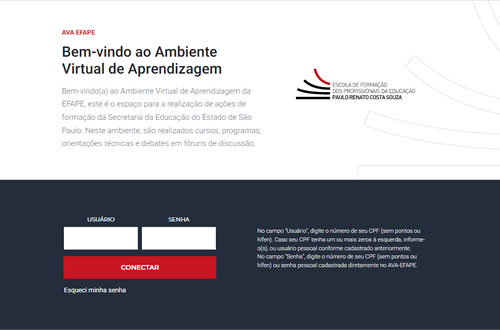 AVA EFAPE
Bem-vindo ao Ambiente
Virtual de Aprendizagem
Bem-vindo(a) ao Ambiente Virtual de Aprendizagem da
EFAPE, este é o espaço para a realização de ações de
formação da Secretaria da Educação do Estado de São
Paulo. Neste ambiente, são realizados cursos, programas,
orientações técnicas e debates em fóruns de discussão.
ESCOLA DE FORMAÇÃO
DOS PROFISSIONAIS DA EDUCAÇÃO
PAULO RENATO COSTA SOUZA
USUÁRIO
SENHA
CONECTAR
Esqueci minha senha
No campo "Usuário", digite o número de seu CPF (sem pontos ou
hífen). Caso seu CPF tenha um ou mais zeros à esquerda, informe-
o(s), ou usuário pessoal conforme cadastrado anteriormente.
No campo "Senha", digite o número de seu CPF (sem pontos ou
hífen) ou senha pessoal cadastrada diretamente no AVA-EFAPE.